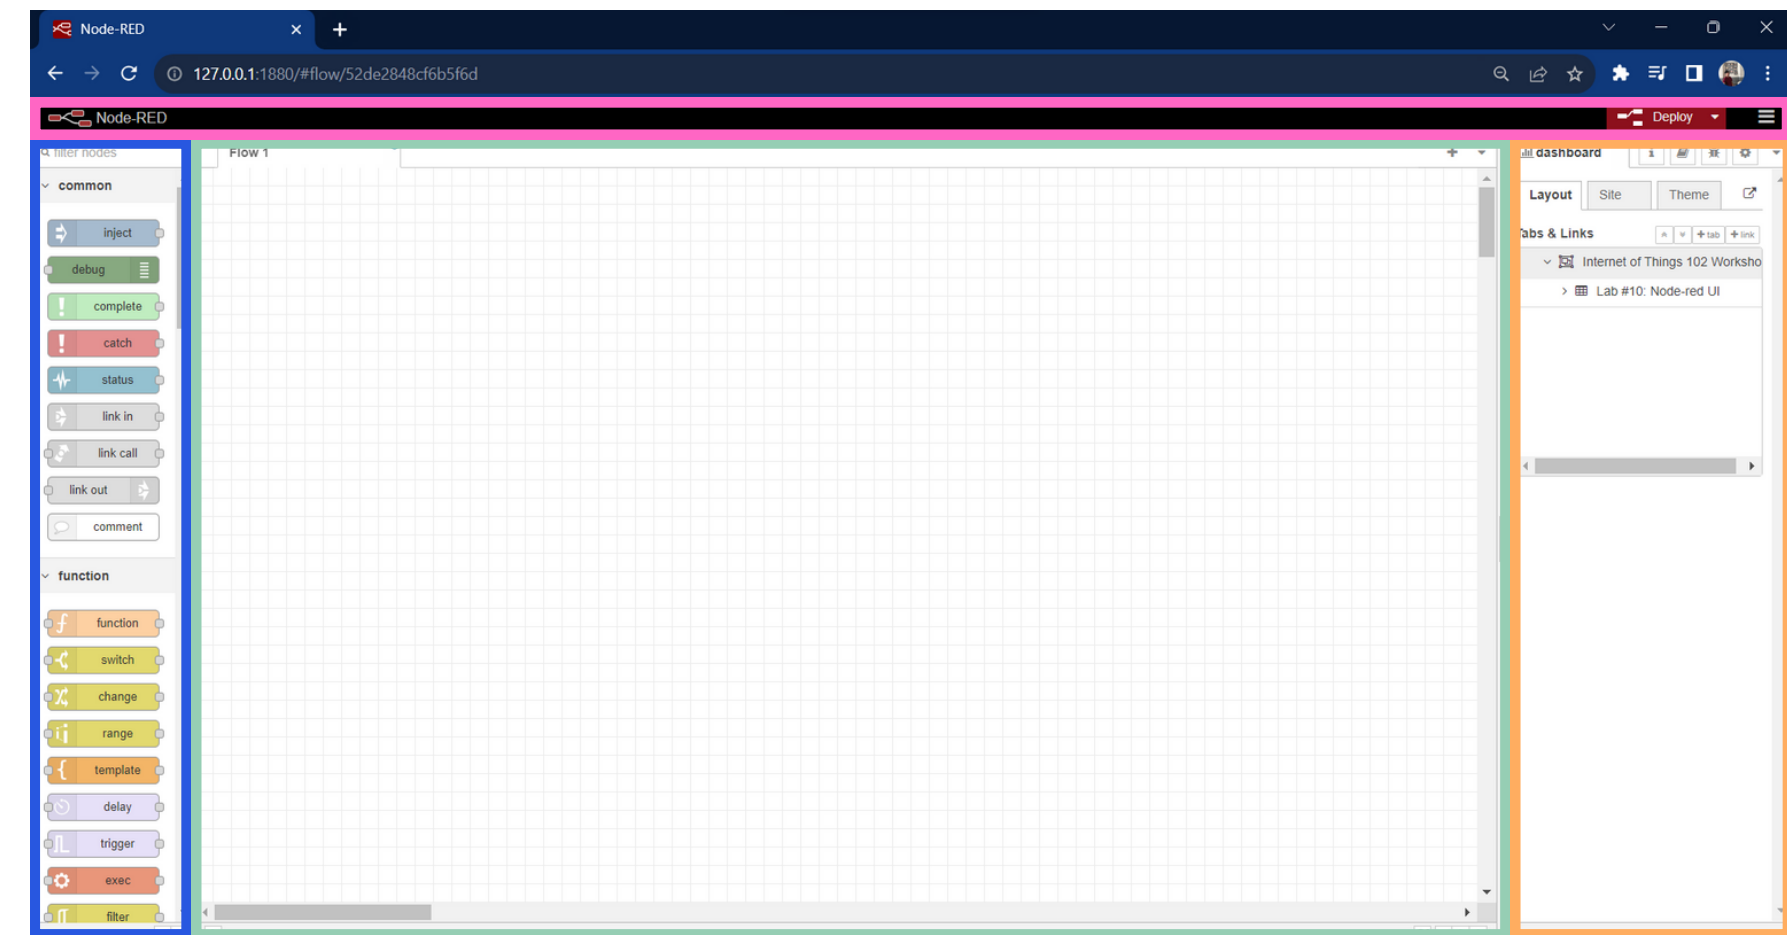 Node-RED
127.0.0.1:1880/#flow/52de2848cf6b5f6d
Node-RED
Deploy
filter nodes
common
inject
debug
complete
catch
status
link in
link call
link out
comment
function
function
switch
change
range
template
delay
trigger
exec
filter
Flow 1
dashboard
Layout Site Theme
Tabs & Links
+ tab + link
Internet of Things 102 Worksho
Lab #10: Node-red UI